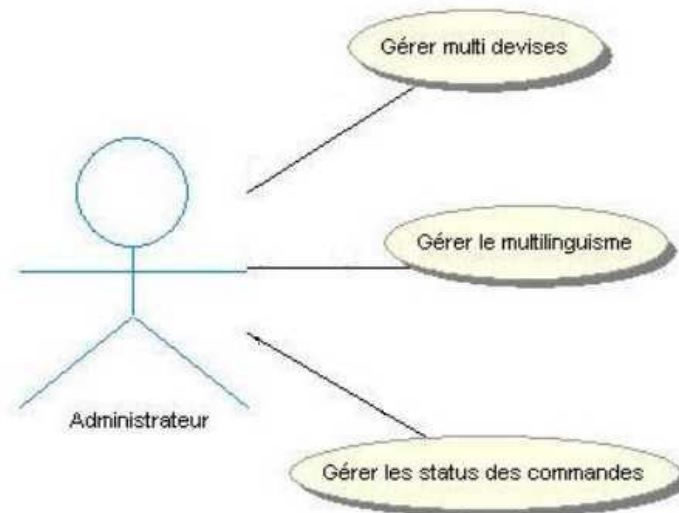 Gérer multi devises
Gérer le multilinguisme
Administrateur
Gérer les status des commandes